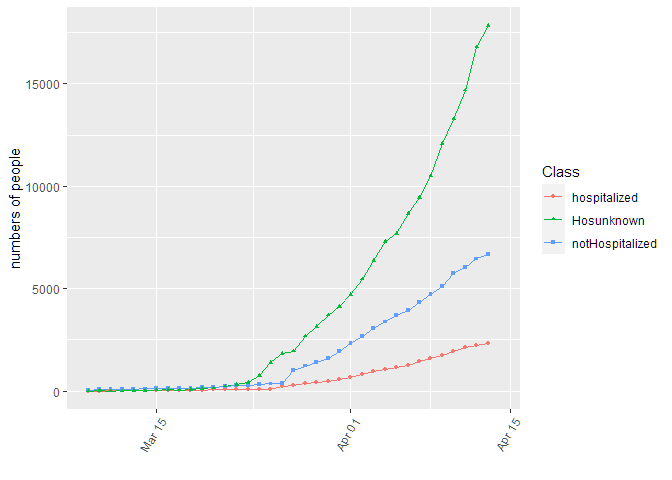 numbers of people
15000
10000
5000
0
Mar 15
Apr 01
Apr 15
Class
hospitalized
Hosunknown
notHospitalized